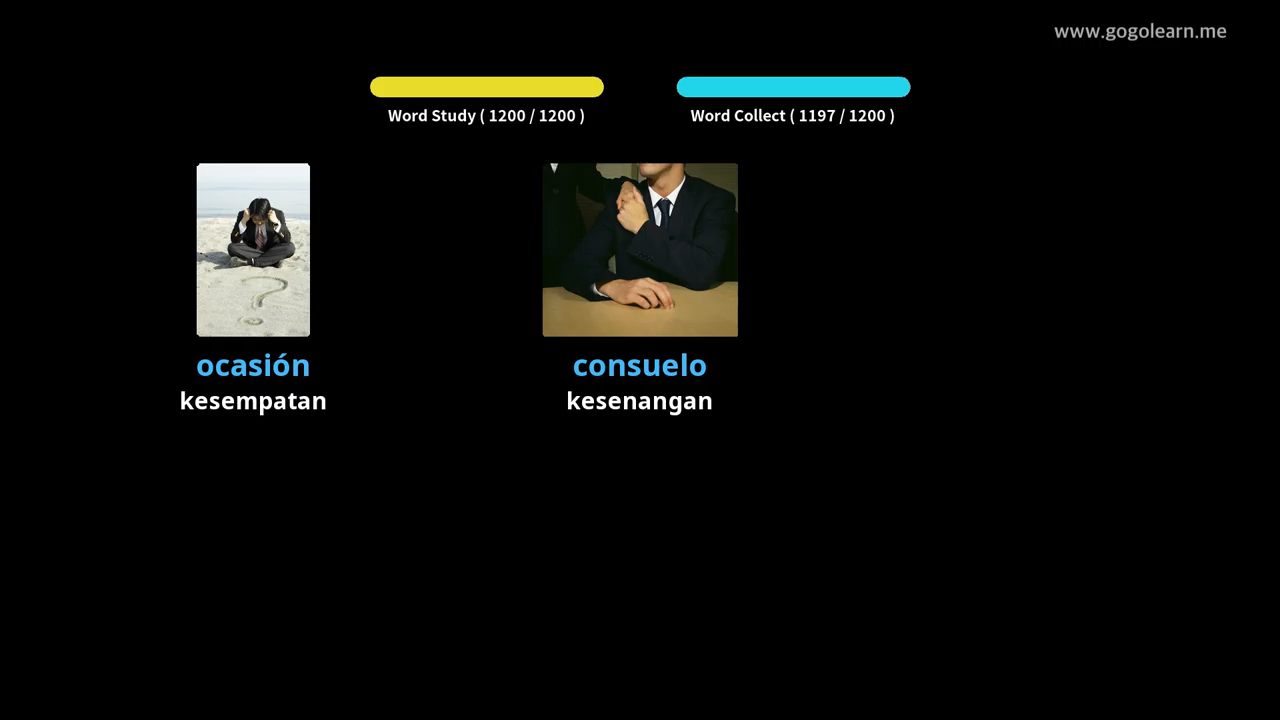 www.gogolearn.me
Word Study ( 1200 / 1200 )
Word Collect ( 1197 / 1200 )
ocasión
kesempatan
consuelo
kesenangan